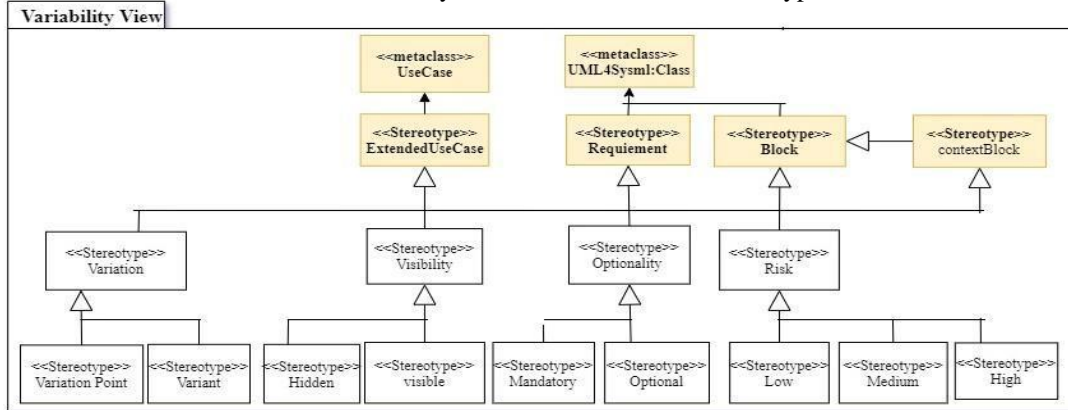 Variability View
<<metaclass>>
UseCase
<<metaclass>>
UML4Sysml:Class
<<Stereotype>>
ExtendedUseCase
<<Stereotype>>
Requiement
<<Stereotype>>
Block
<<Stereotype>>
contextBlock
<<Stereotype>>
Variation
<<Stereotype>>
Visibility
<<Stereotype>>
Optionality
<<Stereotype>>
Risk
<<Stereotype>>
Variation Point
<<Stereotype>>
Variant
<<Stereotype>>
Hidden
<<Stereotype>>
visible
<<Stereotype>>
Mandatory
<<Stereotype>>
Optional
<<Stereotype>>
Low
<<Stereotype>>
Medium
<<Stereotype>>
High